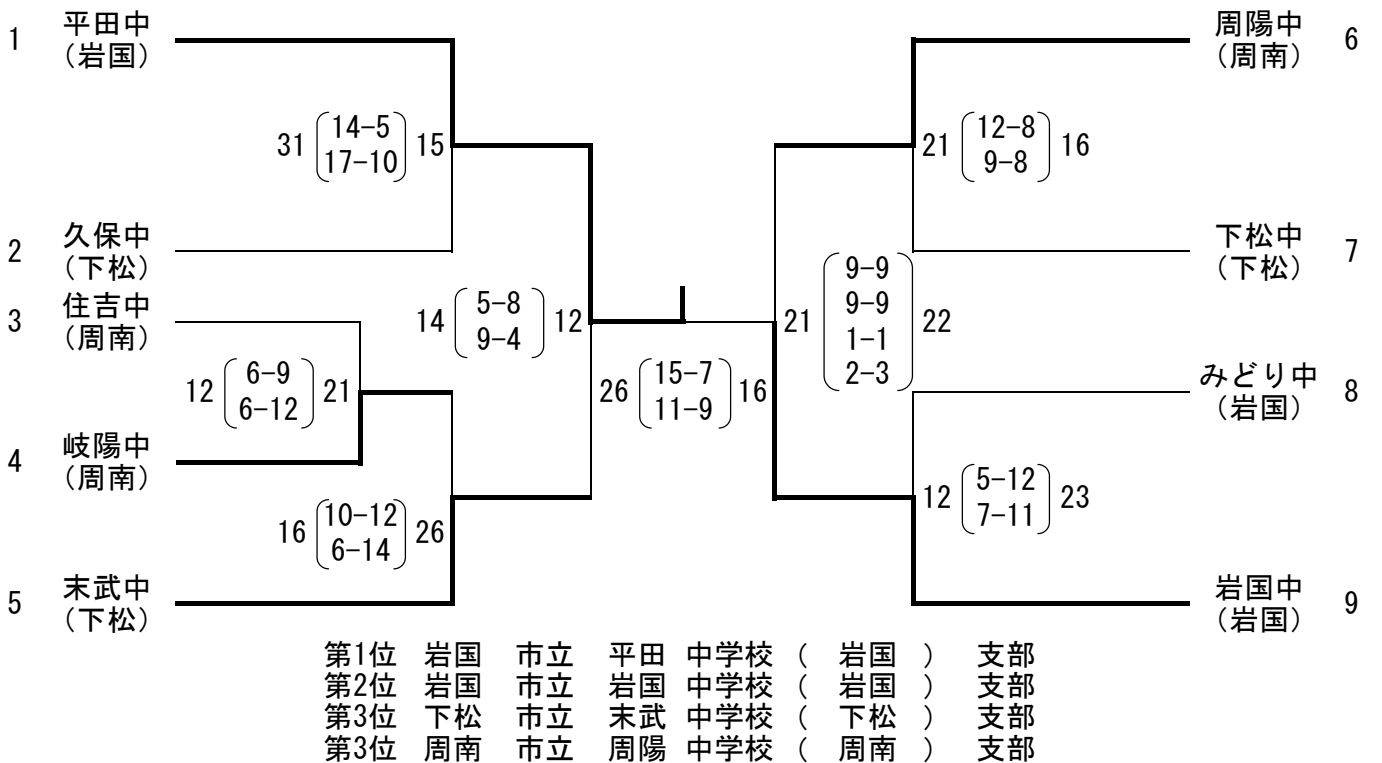 1 平田中
(岩国)
2 久保中
(下松)
3 住吉中
(周南)
4 岐陽中
(周南)
5 末武中
(下松)
31 14-5 15
17-10
12 6-9 21
6-12
16 10-12 26
6-14
14 5-8 12
9-4
26 15-7 16
11-9
21 9-9 22
9-9
1-1
2-3
21 12-8 16
9-8
12 5-12 23
7-11
周陽中 6
(周南)
下松中 7
(下松)
みどり中 8
(岩国)
岩国中 9
(岩国)
第1位 岩国 市立 平田 中学校 ( 岩国 ) 支部
第2位 岩国 市立 岩国 中学校 ( 岩国 ) 支部
第3位 下松 市立 末武 中学校 ( 下松 ) 支部
第3位 周南 市立 周陽 中学校 ( 周南 ) 支部